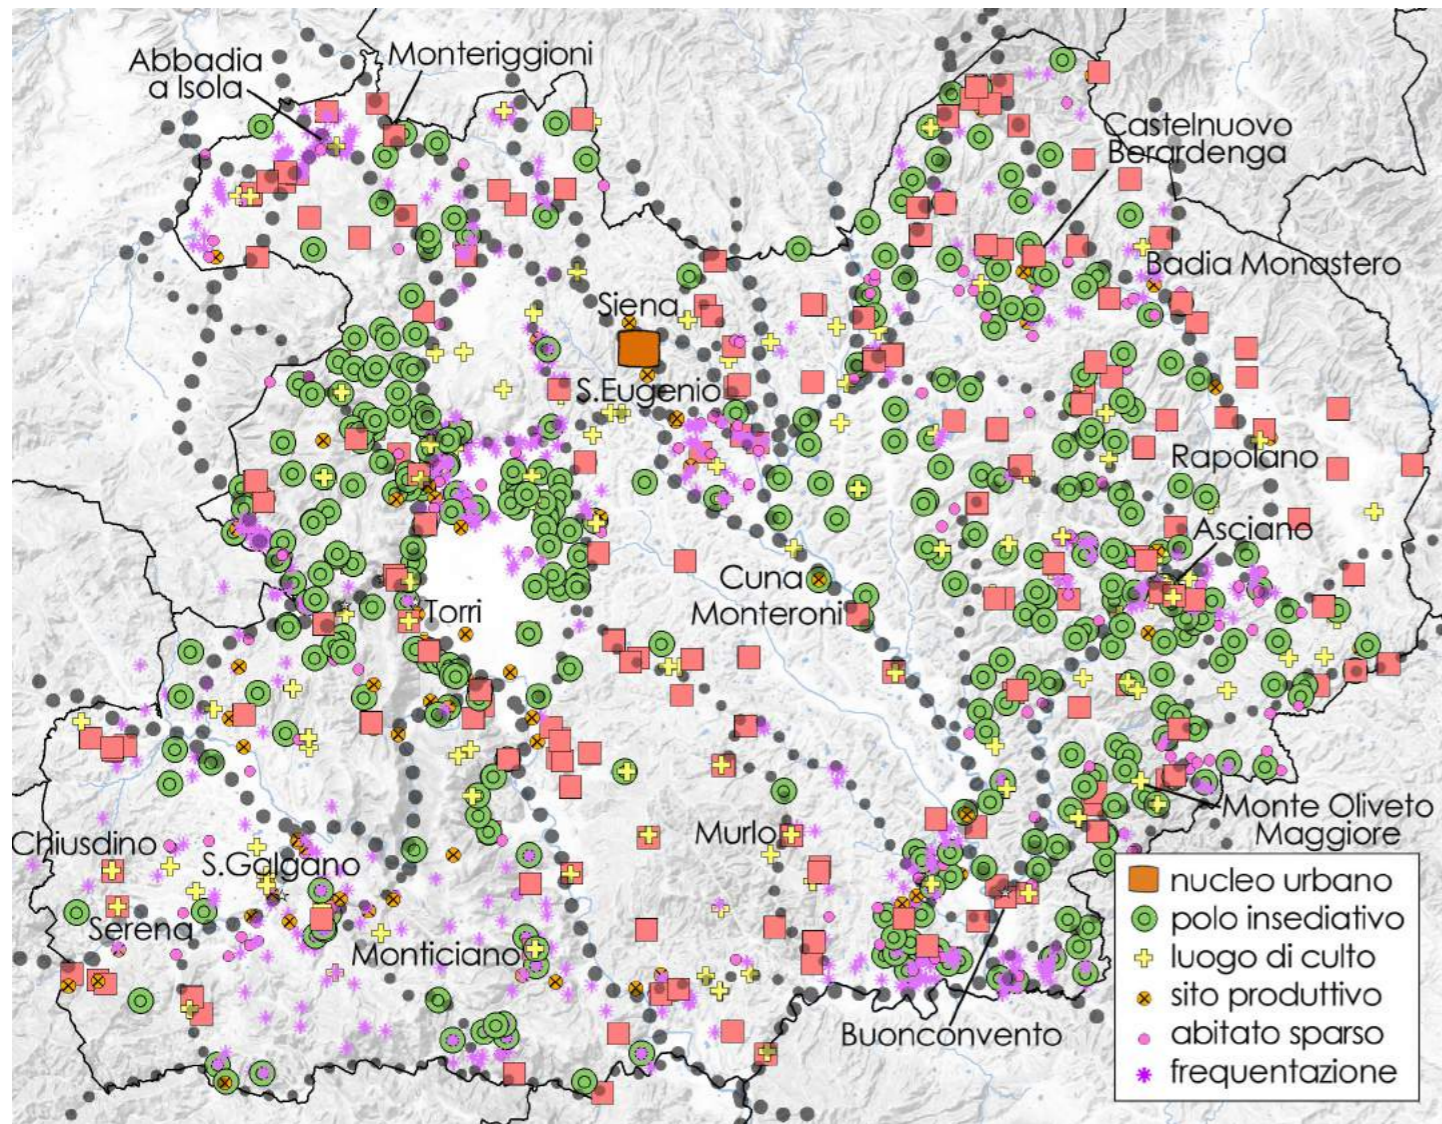 Abbadia
a Isola
Monteriggioni
Castelnuovo
Berardenga
Badia Monastero
Siena
S.Eugenio
Rapolano
Asciano
Cuna
Monteroni
Torri
Monte Oliveto
Maggiore
Murlo
Chiusdino
S.Galgano
Serena
Monticiano
Buonconvento
nucleo urbano
polo insediativo
luogo di culto
sito produttivo
abitato sparso
frequentazione